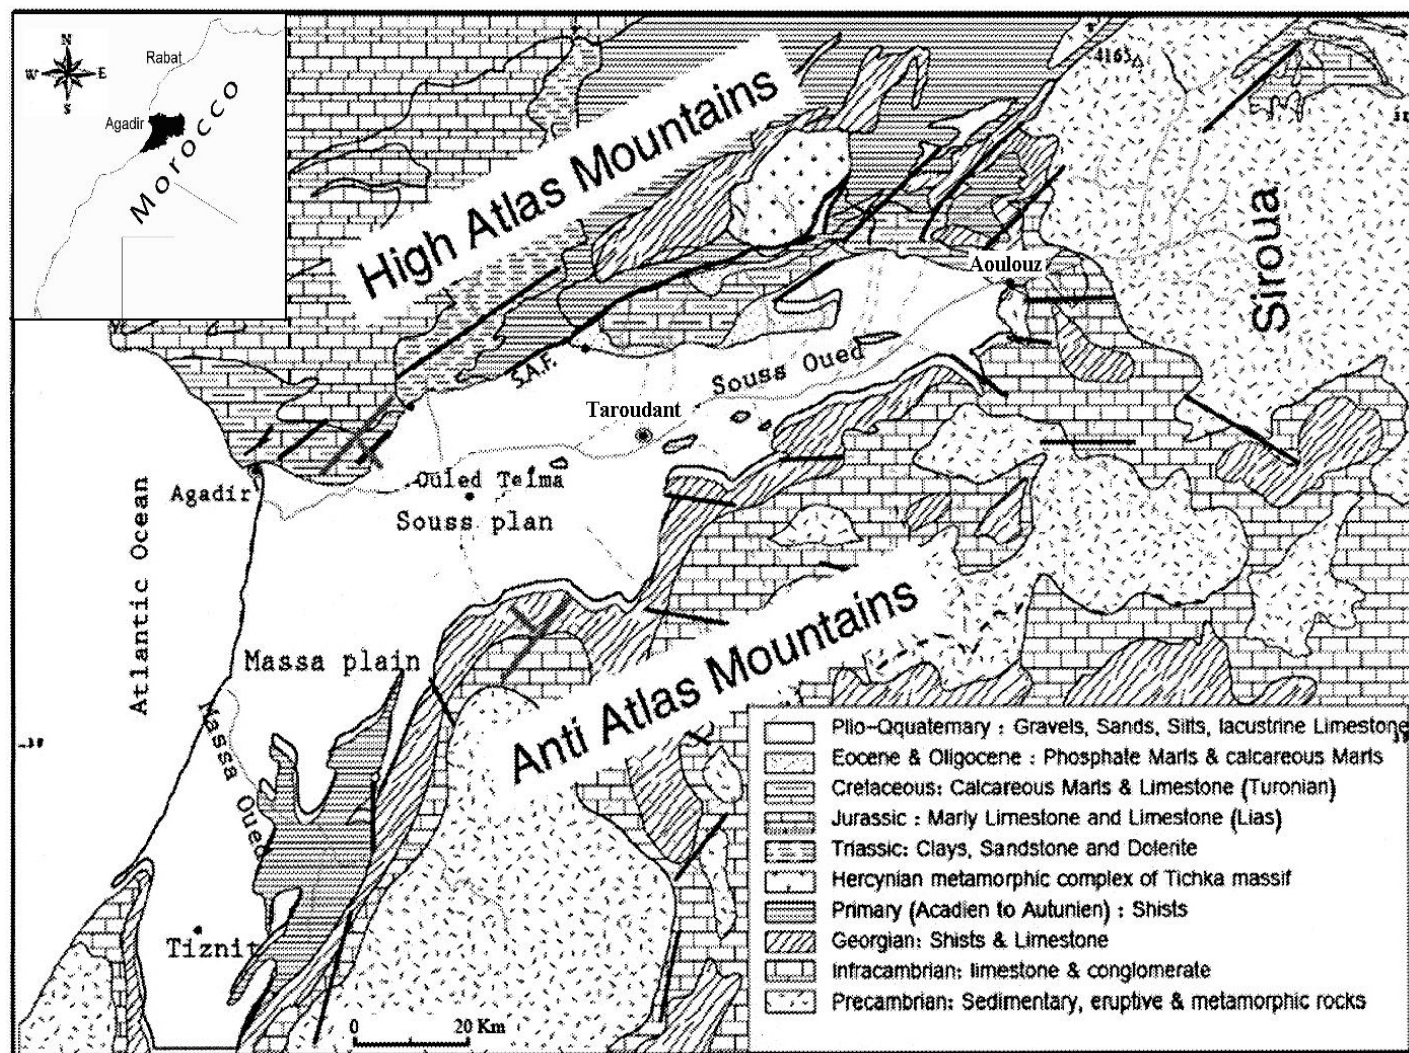 N
W E
S
Rabat
Agadir
Morocco
4165
High Atlas Mountains
Siroua
Aoulouz
S.A.F.
Souss Oued
Taroudant
Agadir
Ouled Teima
Souss plan
Atlantic Ocean
Massa plain
Massa Oued
Anti Atlas Mountains
Tiznit
0 20 Km
Plio-Qquaternary : Gravels, Sands, Silts, lacustrine Limestone
Eocene & Oligocene : Phosphate Marls & calcareous Marls
Cretaceous: Calcareous Marls & Limestone (Turonian)
Jurassic : Marly Limestone and Limestone (Lias)
Triassic: Clays, Sandstone and Dolerite
Hercynian metamorphic complex of Tichka massif
Primary (Acadien to Autunien) : Shists
Georgian: Shists & Limestone
Infracambrian: limestone & conglomerate
Precambrian: Sedimentary, eruptive & metamorphic rocks